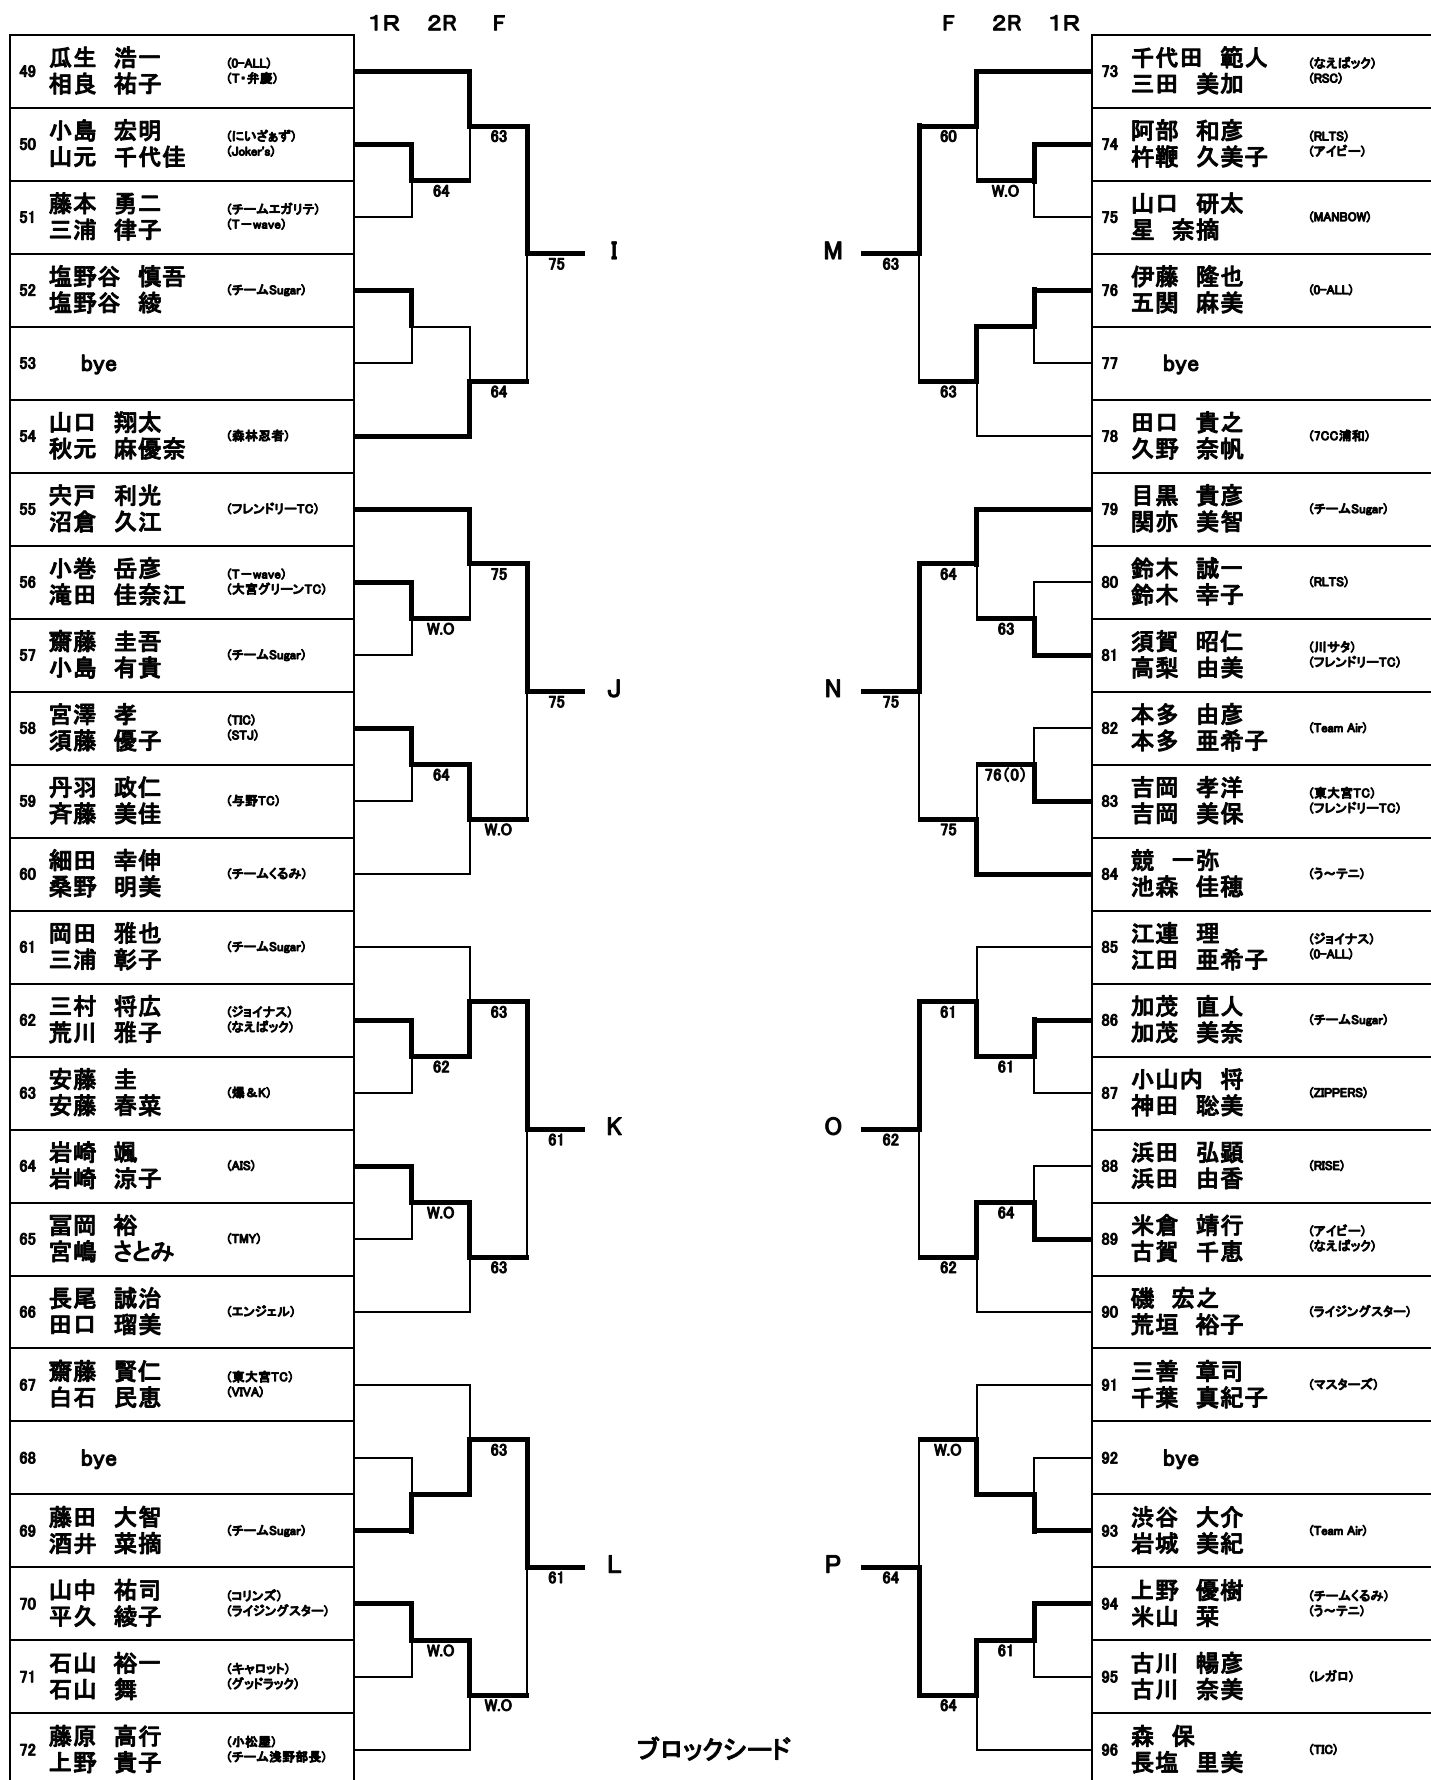 1R 2R F
49 瓜生 浩一 (0-ALL)
相良 祐子 (T・弁慶)
50 小島 宏明 (にいざぁず)
山元 千代佳 (Joker's)
51 藤本 勇二 (チームエガリテ)
三浦 律子 (T－wave)
52 塩野谷 慎吾 (チームSugar)
塩野谷 綾
53 bye
54 山口 翔太 (森林忍者)
秋元 麻優奈
63
64
75 I
64
55 宍戸 利光 (フレンドリーTC)
沼倉 久江
56 小巻 岳彦 (T－wave)
滝田 佳奈江 (大宮グリーンTC)
57 齋藤 圭吾 (チームSugar)
小島 有貴
58 宮澤 孝 (TIC)
須藤 優子 (STJ)
59 丹羽 政仁 (与野TC)
斉藤 美佳
60 細田 幸伸 (チームくるみ)
桑野 明美
75
W.O
75 J
64
W.O
61 岡田 雅也 (チームSugar)
三浦 彰子
62 三村 将広 (ジョイナス)
荒川 雅子 (なえばック)
63 安藤 圭 (爆＆K)
安藤 春菜
64 岩崎 颯 (AIS)
岩崎 涼子
65 冨岡 裕 (TMY)
宮嶋 さとみ
66 長尾 誠治 (エンジェル)
田口 瑠美
63
62
61 K
W.O
63
67 齋藤 賢仁 (東大宮TC)
白石 民恵 (VIVA)
68 bye
69 藤田 大智 (チームSugar)
酒井 菜摘
70 山中 祐司 (コリンズ)
平久 綾子 (ライジングスター)
71 石山 裕一 (キャロット)
石山 舞 (グッドラック)
72 藤原 高行 (小松屋)
上野 貴子 (チーム浅野部長)
63
61 L
W.O
W.O
F 2R 1R
73 千代田 範人 (なえばック)
三田 美加 (RSC)
74 阿部 和彦 (RLTS)
杵鞭 久美子 (アイビー)
75 山口 研太 (MANBOW)
星 奈摘
76 伊藤 隆也 (0-ALL)
五関 麻美
77 bye
78 田口 貴之 (7CC浦和)
久野 奈帆
60
W.O
M 63
63
79 目黒 貴彦 (チームSugar)
関亦 美智
80 鈴木 誠一 (RLTS)
鈴木 幸子
81 須賀 昭仁 (川サタ)
高梨 由美 (フレンドリーTC)
82 本多 由彦 (Team Air)
本多 亜希子
83 吉岡 孝洋 (東大宮TC)
吉岡 美保 (フレンドリーTC)
84 競 一弥 (う～テニ)
池森 佳穂
64
63
N 75
76(0)
75
85 江連 理 (ジョイナス)
江田 亜希子 (0-ALL)
86 加茂 直人 (チームSugar)
加茂 美奈
87 小山内 将 (ZIPPERS)
神田 聡美
88 浜田 弘顕 (RISE)
浜田 由香
89 米倉 靖行 (アイビー)
古賀 千恵 (なえばック)
90 磯 宏之 (ライジングスター)
荒垣 裕子
61
61
O 62
64
62
91 三善 章司 (マスターズ)
千葉 真紀子
92 bye
93 渋谷 大介 (Team Air)
岩城 美紀
94 上野 優樹 (チームくるみ)
米山 栞 (う～テニ)
95 古川 暢彦 (レガロ)
古川 奈美
96 森 保 (TIC)
長塩 里美
W.O
P 64
61
64
ブロックシード